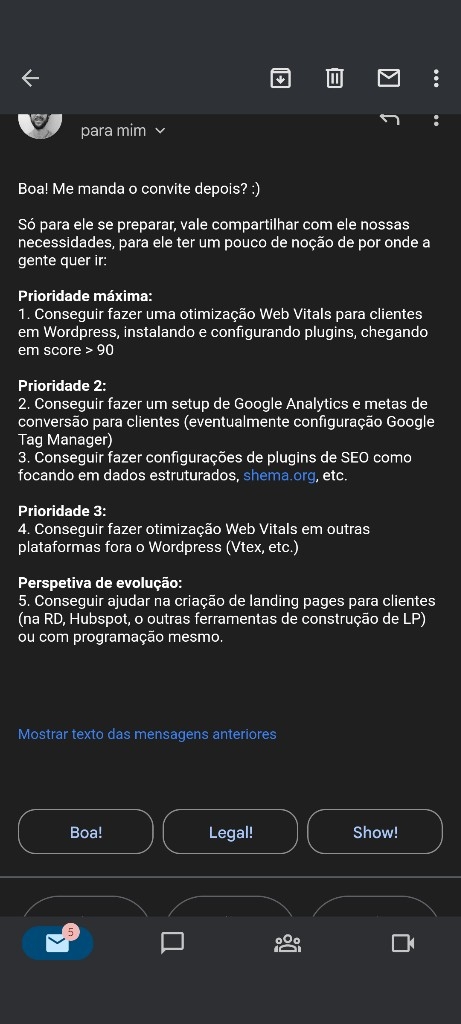 para mim
Boa! Me manda o convite depois? :)
Só para ele se preparar, vale compartilhar com ele nossas
necessidades, para ele ter um pouco de noção de por onde a
gente quer ir:
Prioridade máxima:
1. Conseguir fazer uma otimização Web Vitals para clientes
em Wordpress, instalando e configurando plugins, chegando
em score > 90
Prioridade 2:
2. Conseguir fazer um setup de Google Analytics e metas de
conversão para clientes (eventualmente configuração Google
Tag Manager)
3. Conseguir fazer configurações de plugins de SEO como
focando em dados estruturados, shema.org, etc.
Prioridade 3:
4. Conseguir fazer otimização Web Vitals em outras
plataformas fora o Wordpress (Vtex, etc.)
Perspetiva de evolução:
5. Conseguir ajudar na criação de landing pages para clientes
(na RD, Hubspot, o outras ferramentas de construção de LP)
ou com programação mesmo.
Mostrar texto das mensagens anteriores
Boa! Legal! Show!
5